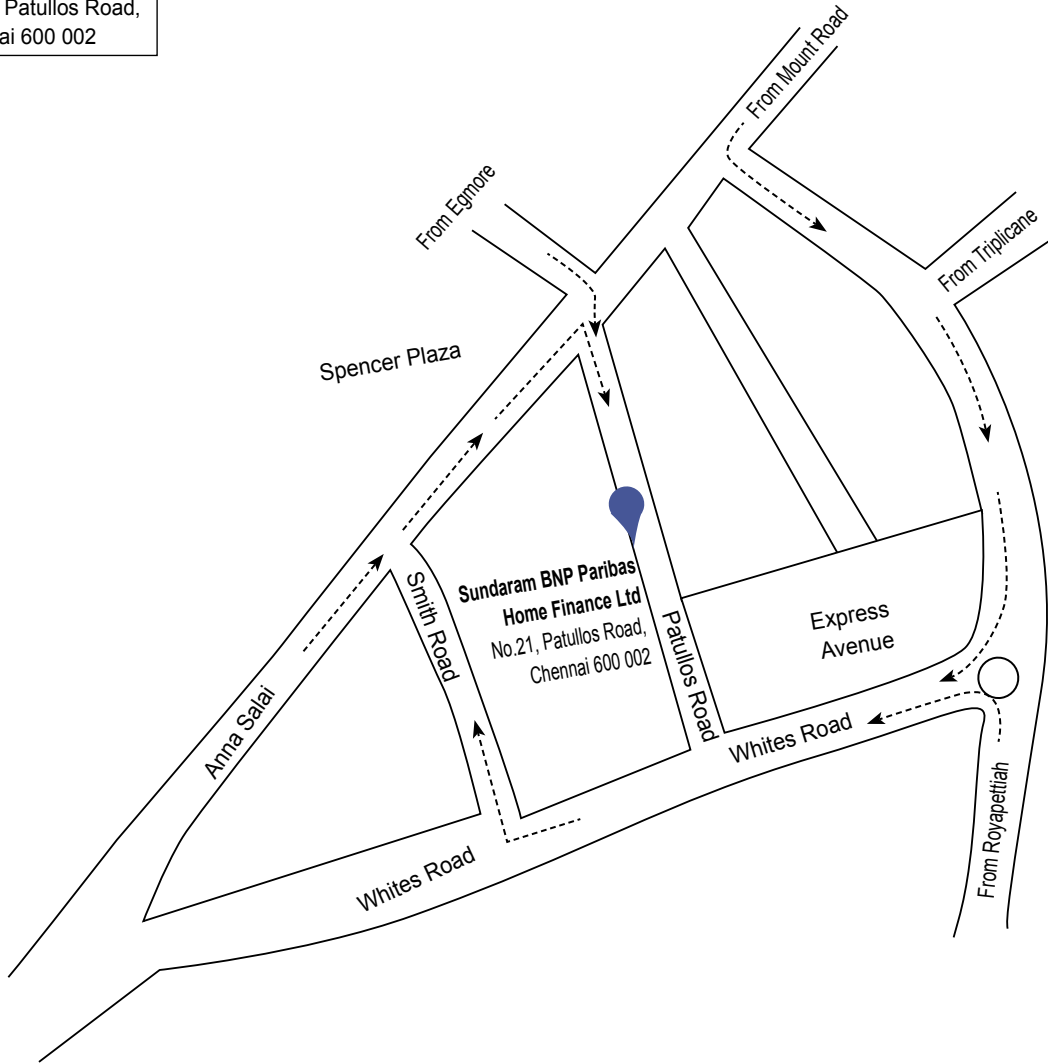 Patullos Road,
600 002
From Mount Road
From Egmore
From Triplicane
Spencer Plaza
Smith Road
Sundaram BNP Paribas
Home Finance Ltd
No.21, Patullos Road,
Chennai 600 002
Patullos Road
Express
Avenue
Anna Salai
Whites Road
Whites Road
From Royapettiah